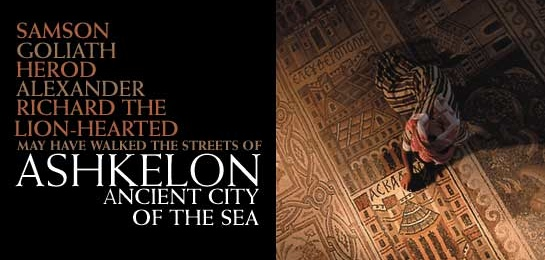 SAMSON
GOLIATH
HEROD
ALEXANDER
RICHARD THE
LION-HEARTED
MAY HAVE WALKED THE STREETS OF
ASHKELON
ANCIENT CITY
OF THE SEA
ΑϹΚΑ